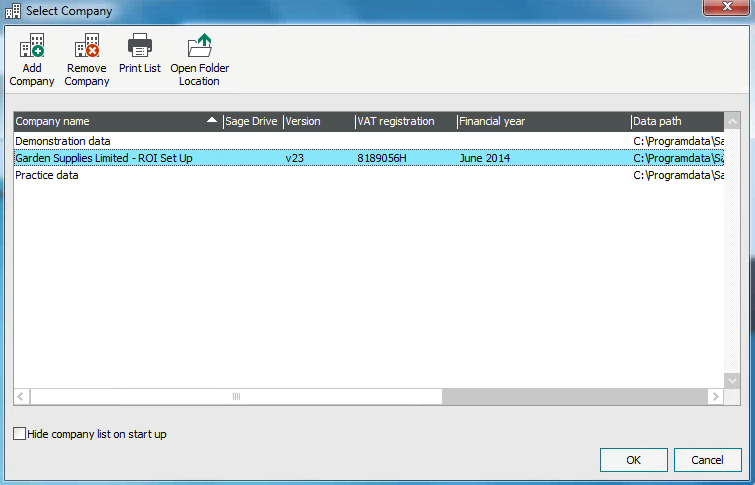 Select Company
Add Company
Remove Company
Print List
Open Folder Location
Company name Sage Drive Version VAT registration Financial year Data path
Demonstration data C:\Programdata\Sa
Garden Supplies Limited - ROI Set Up v23 8189056H June 2014 C:\Programdata\Sa
Practice data C:\Programdata\Sa
Hide company list on start up
OK
Cancel